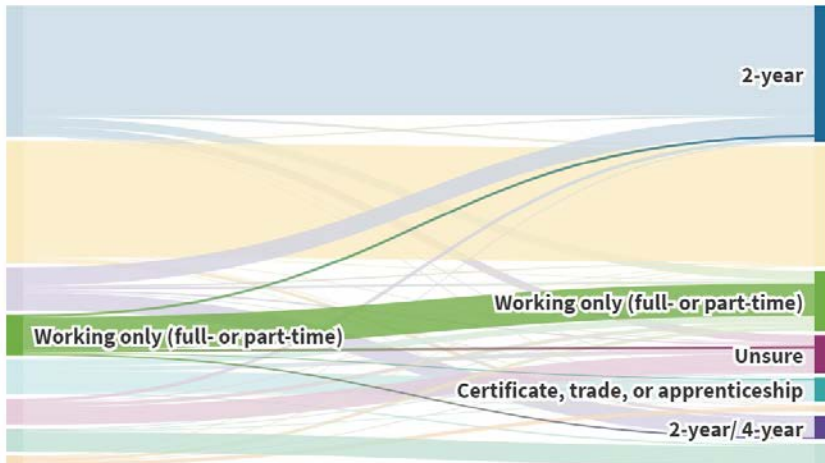 2-year
Working only (full- or part-time)
Working only (full- or part-time)
Unsure
Certificate, trade, or apprenticeship
2-year/ 4-year